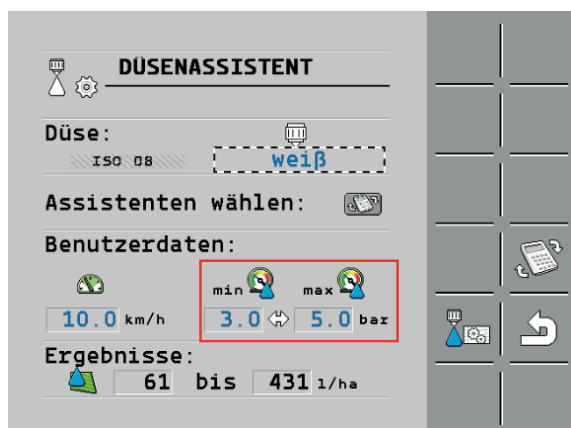 DÜSENASSISTENT
Düse:
ISO 08 weiß
Assistenten wählen:
Benutzerdaten:
min max
10.0 km/h 3.0 5.0 bar
Ergebnisse:
61 bis 431 l/ha